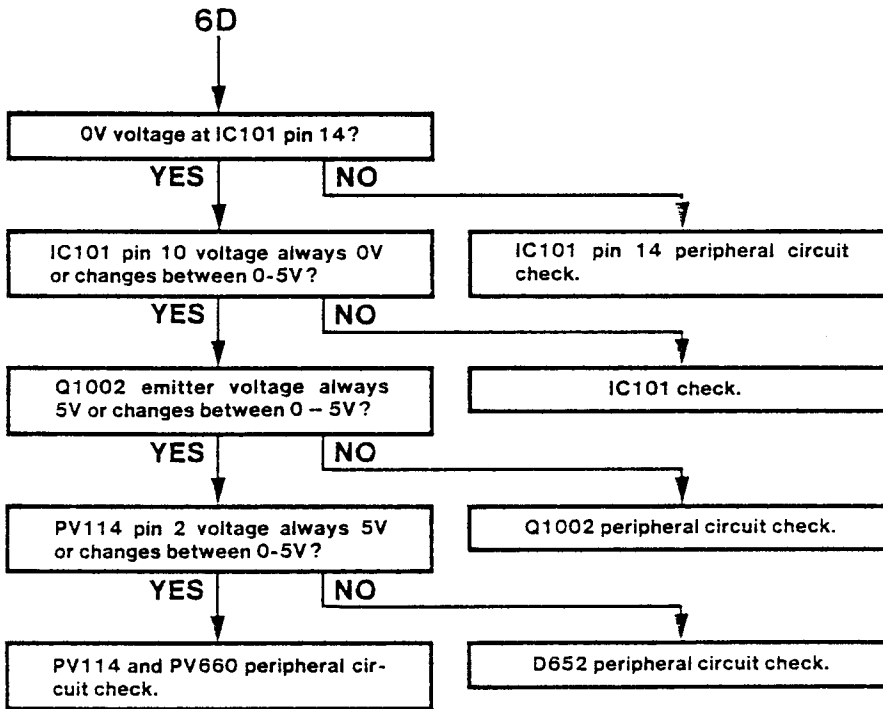 6D
0V voltage at IC101 pin 14?
YES NO
IC101 pin 10 voltage always 0V
or changes between 0-5V?
IC101 pin 14 peripheral circuit
check.
YES NO
Q1002 emitter voltage always
5V or changes between 0 – 5V?
IC101 check.
YES NO
PV114 pin 2 voltage always 5V
or changes between 0-5V?
Q1002 peripheral circuit check.
YES NO
PV114 and PV660 peripheral cir-
cuit check.
D652 peripheral circuit check.